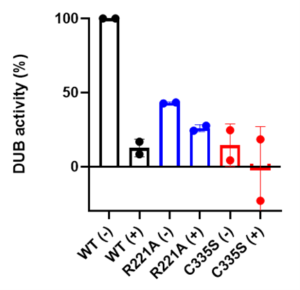 DUB activity (%)
100
50
0
WT (-)
WT (+)
R221A (-)
R221A (+)
C335S (-)
C335S (+)